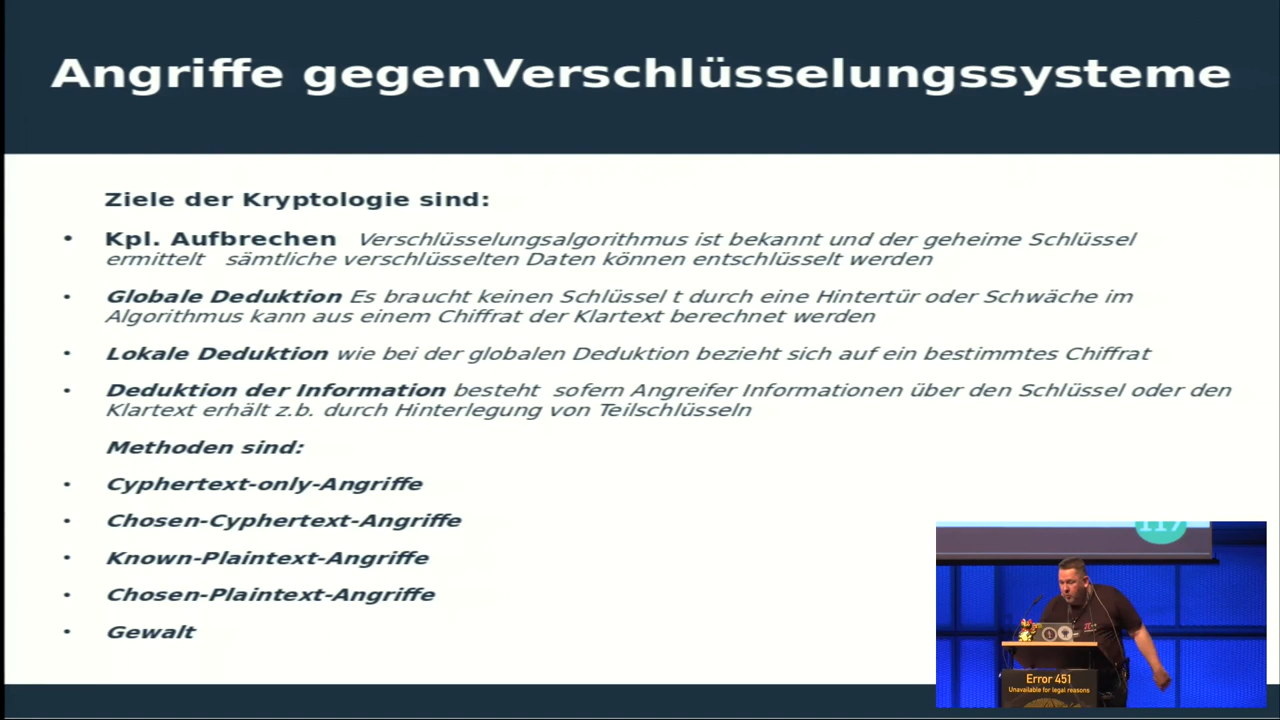 Angriffe gegenVerschlüsselungssysteme
Ziele der Kryptologie sind:
• Kpl. Aufbrechen Verschlüsselungsalgorithmus ist bekannt und der geheime Schlüssel
ermittelt sämtliche verschlüsselten Daten können entschlüsselt werden
• Globale Deduktion Es braucht keinen Schlüssel t durch eine Hintertür oder Schwäche im
Algorithmus kann aus einem Chiffrat der Klartext berechnet werden
• Lokale Deduktion wie bei der globalen Deduktion bezieht sich auf ein bestimmtes Chiffrat
• Deduktion der Information besteht sofern Angreifer Informationen über den Schlüssel oder den
Klartext erhält z.b. durch Hinterlegung von Teilschlüsseln
Methoden sind:
• Cyphertext-only-Angriffe
• Chosen-Cyphertext-Angriffe
• Known-Plaintext-Angriffe
• Chosen-Plaintext-Angriffe
• Gewalt
117
Error 451
Unavailable for legal reasons